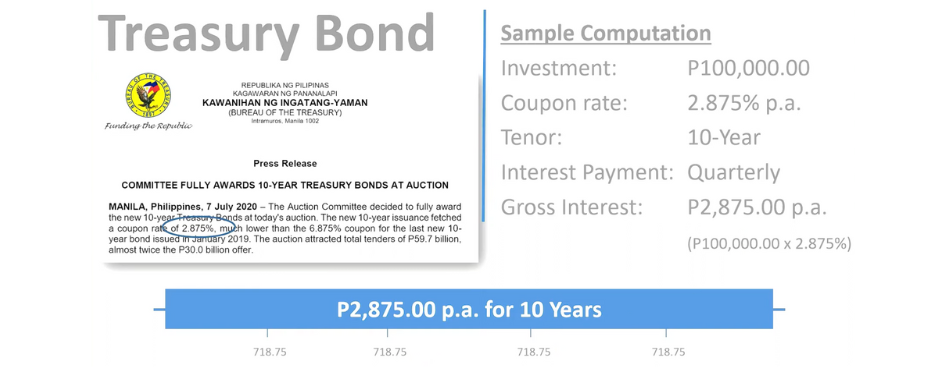 Treasury Bond
REPUBLIKA NG PILIPINAS
KAGAWARAN NG PANANALAPI
KAWANIHAN NG INGATANG-YAMAN
(BUREAU OF THE TREASURY)
Intramuros, Manila 1002
BUREAU OF THE TREASURY
1897
Funding the Republic
Press Release
COMMITTEE FULLY AWARDS 10-YEAR TREASURY BONDS AT AUCTION
MANILA, Philippines, 7 July 2020 – The Auction Committee decided to fully award
the new 10-year Treasury Bonds at today's auction. The new 10-year issuance fetched
a coupon rate of 2.875%, much lower than the 6.875% coupon for the last new 10-
year bond issued in January 2019. The auction attracted total tenders of P59.7 billion,
almost twice the P30.0 billion offer.
Sample Computation
Investment: P100,000.00
Coupon rate: 2.875% p.a.
Tenor: 10-Year
Interest Payment: Quarterly
Gross Interest: P2,875.00 p.a.
(P100,000.00 x 2.875%)
P2,875.00 p.a. for 10 Years
718.75 718.75 718.75 718.75